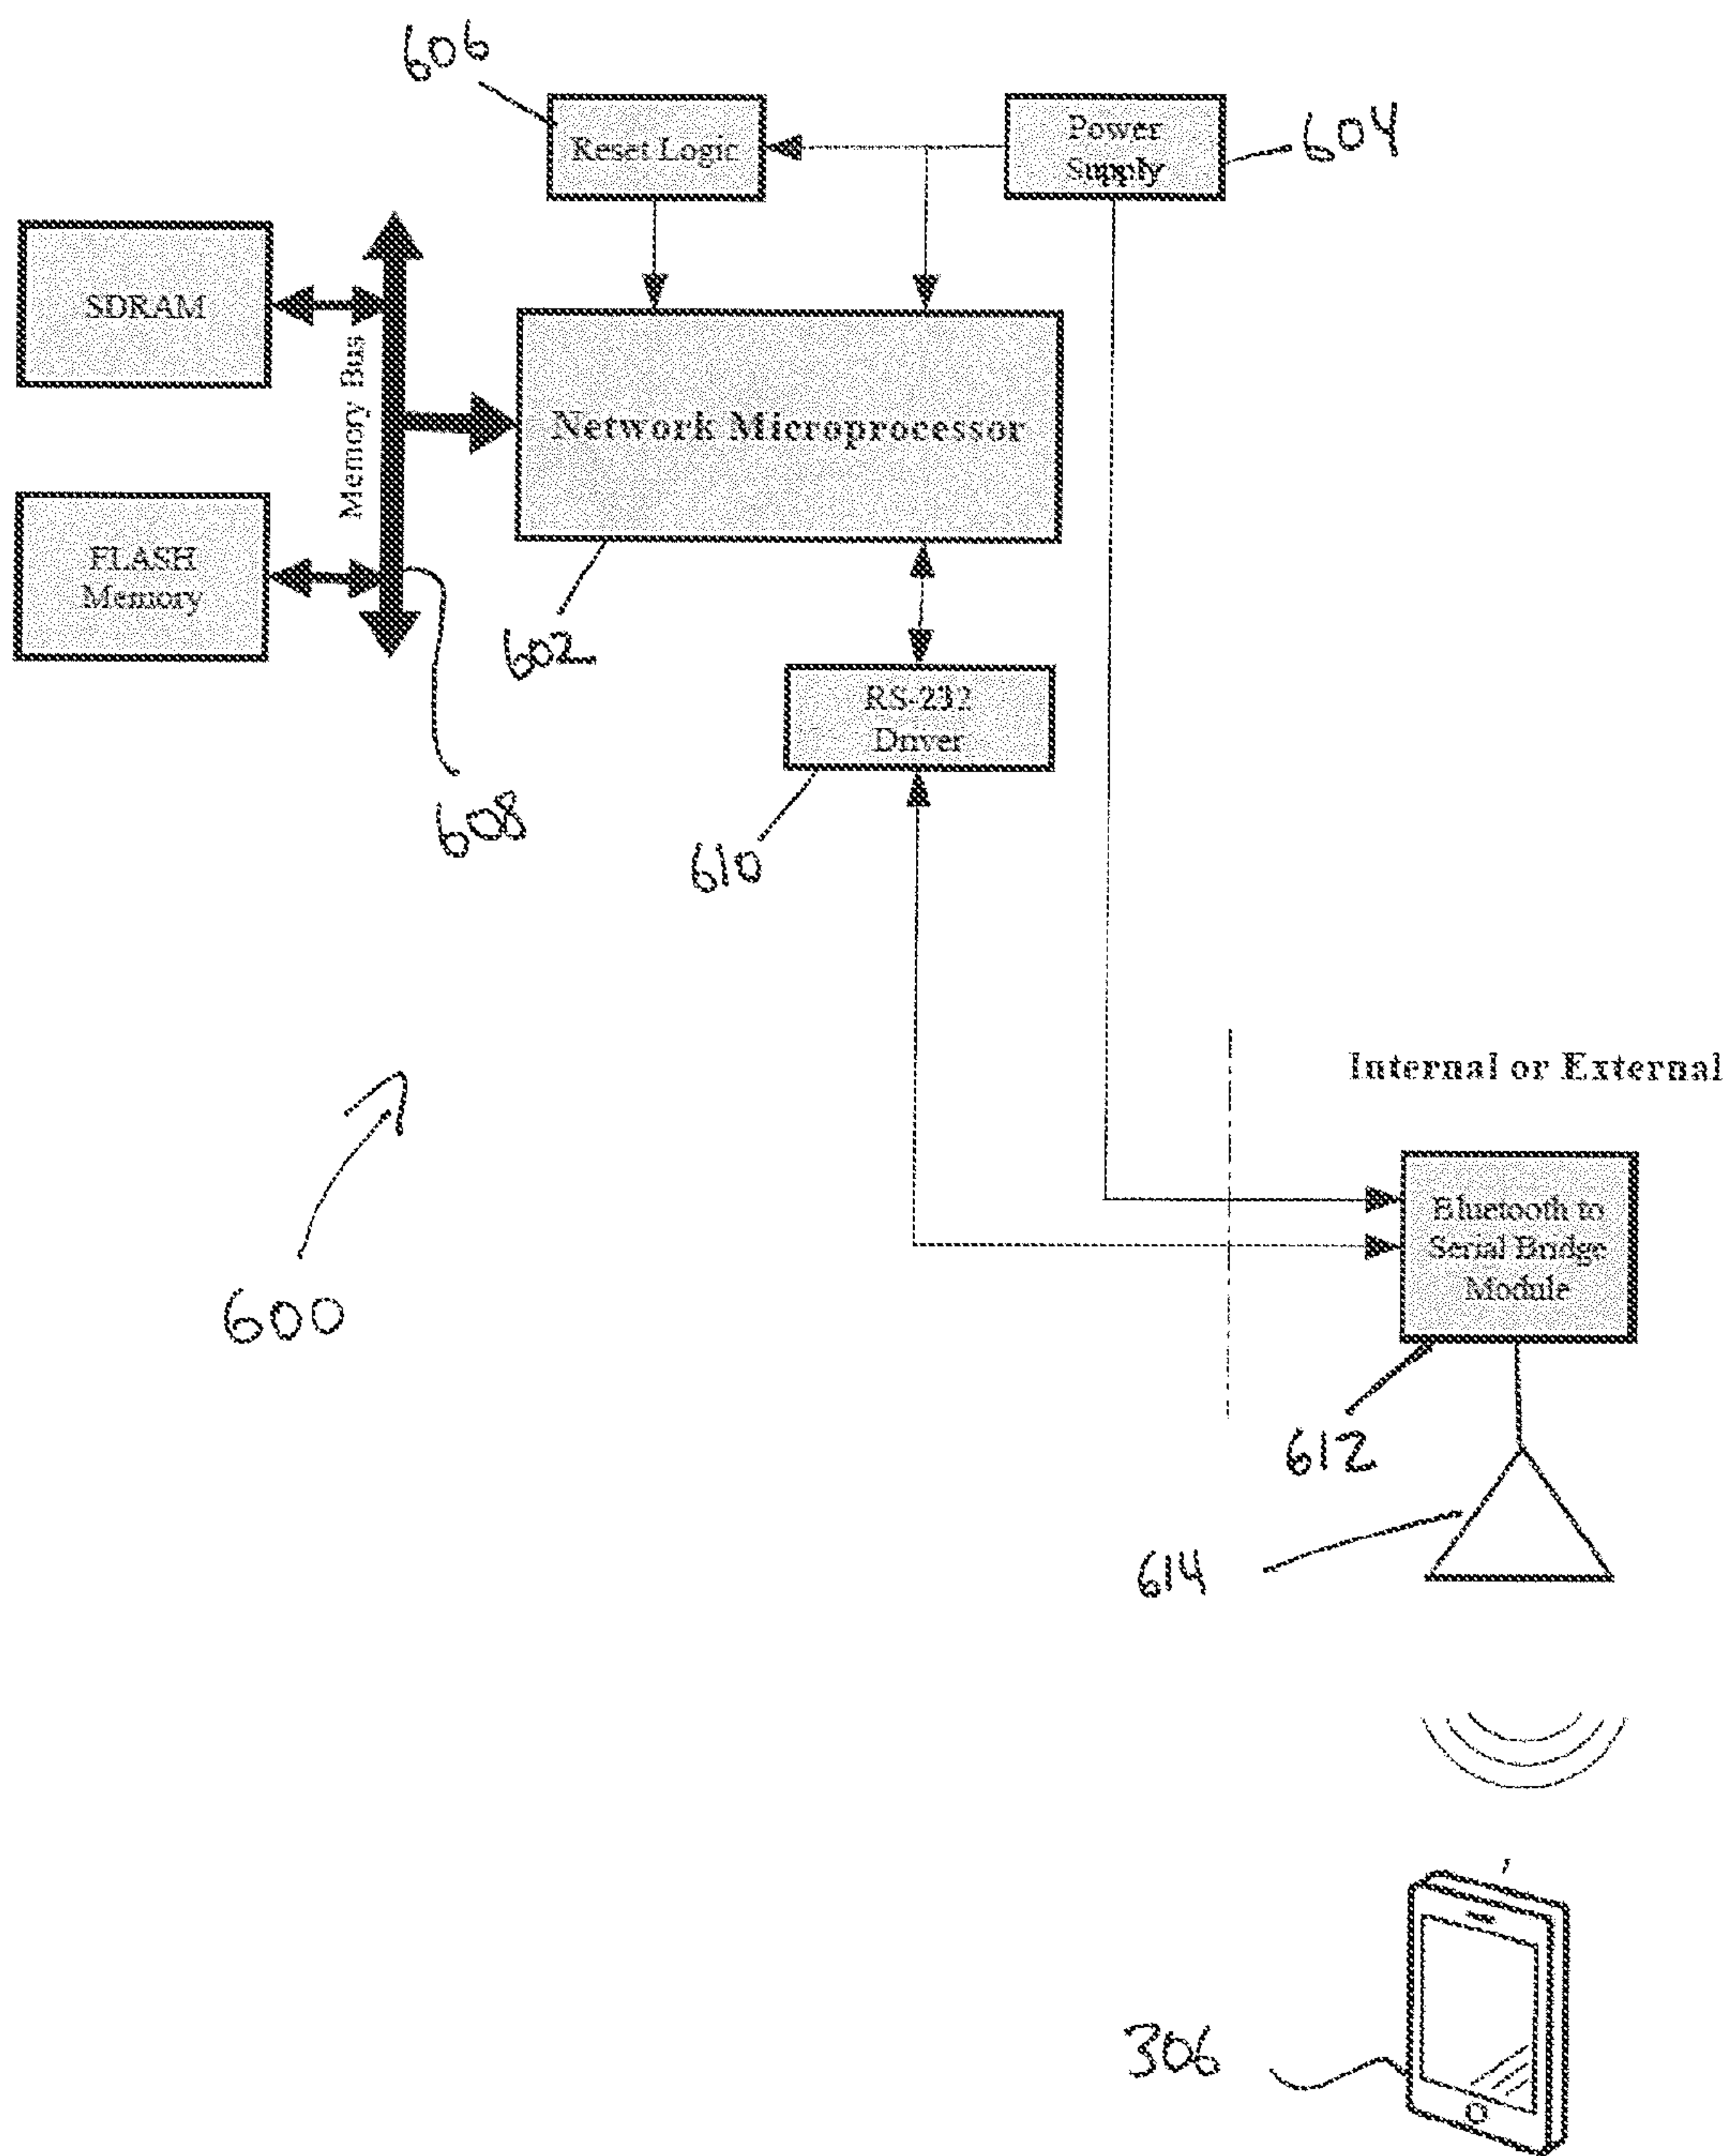 606
Reset Logic
Power
Supply
604
SDRAM
Memory Bus
Network Microprocessor
FLASH
Memory
602
RS-232
Driver
608
610
Internal or External
Bluetooth to
Serial Bridge
Module
600
612
614
306